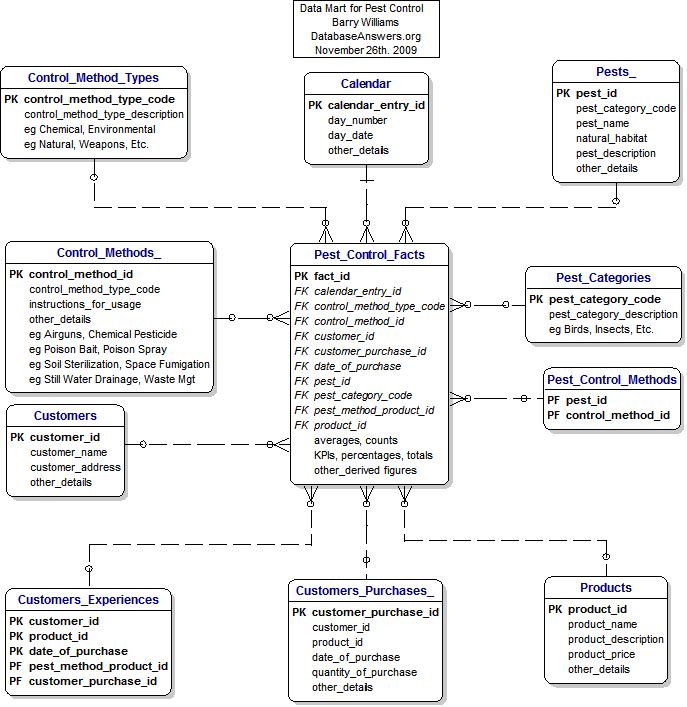 Data Mart for Pest Control
Barry Williams
DatabaseAnswers.org
November 26th. 2009
Control_Method_Types
PK control_method_type_code
control_method_type_description
eg Chemical, Environmental
eg Natural, Weapons, Etc.
Calendar
PK calendar_entry_id
day_number
day_date
other_details
Pests_
PK pest_id
pest_category_code
pest_name
natural_habitat
pest_description
other_details
Control_Methods_
PK control_method_id
control_method_type_code
instructions_for_usage
other_details
eg Airguns, Chemical Pesticide
eg Poison Bait, Poison Spray
eg Soil Sterilization, Space Fumigation
eg Still Water Drainage, Waste Mgt
Pest_Control_Facts
PK fact_id
FK calendar_entry_id
FK control_method_type_code
FK control_method_id
FK customer_id
FK customer_purchase_id
FK date_of_purchase
FK pest_id
FK pest_category_code
FK pest_method_product_id
FK product_id
averages, counts
KPIs, percentages, totals
other_derived figures
Pest_Categories
PK pest_category_code
pest_category_description
eg Birds, Insects, Etc.
Pest_Control_Methods
PF pest_id
PF control_method_id
Customers
PK customer_id
customer_name
customer_address
other_details
Customers_Experiences
PK customer_id
PK product_id
PK date_of_purchase
PF pest_method_product_id
PF customer_purchase_id
Customers_Purchases_
PK customer_purchase_id
customer_id
product_id
date_of_purchase
quantity_of_purchase
other_details
Products
PK product_id
product_name
product_description
product_price
other_details